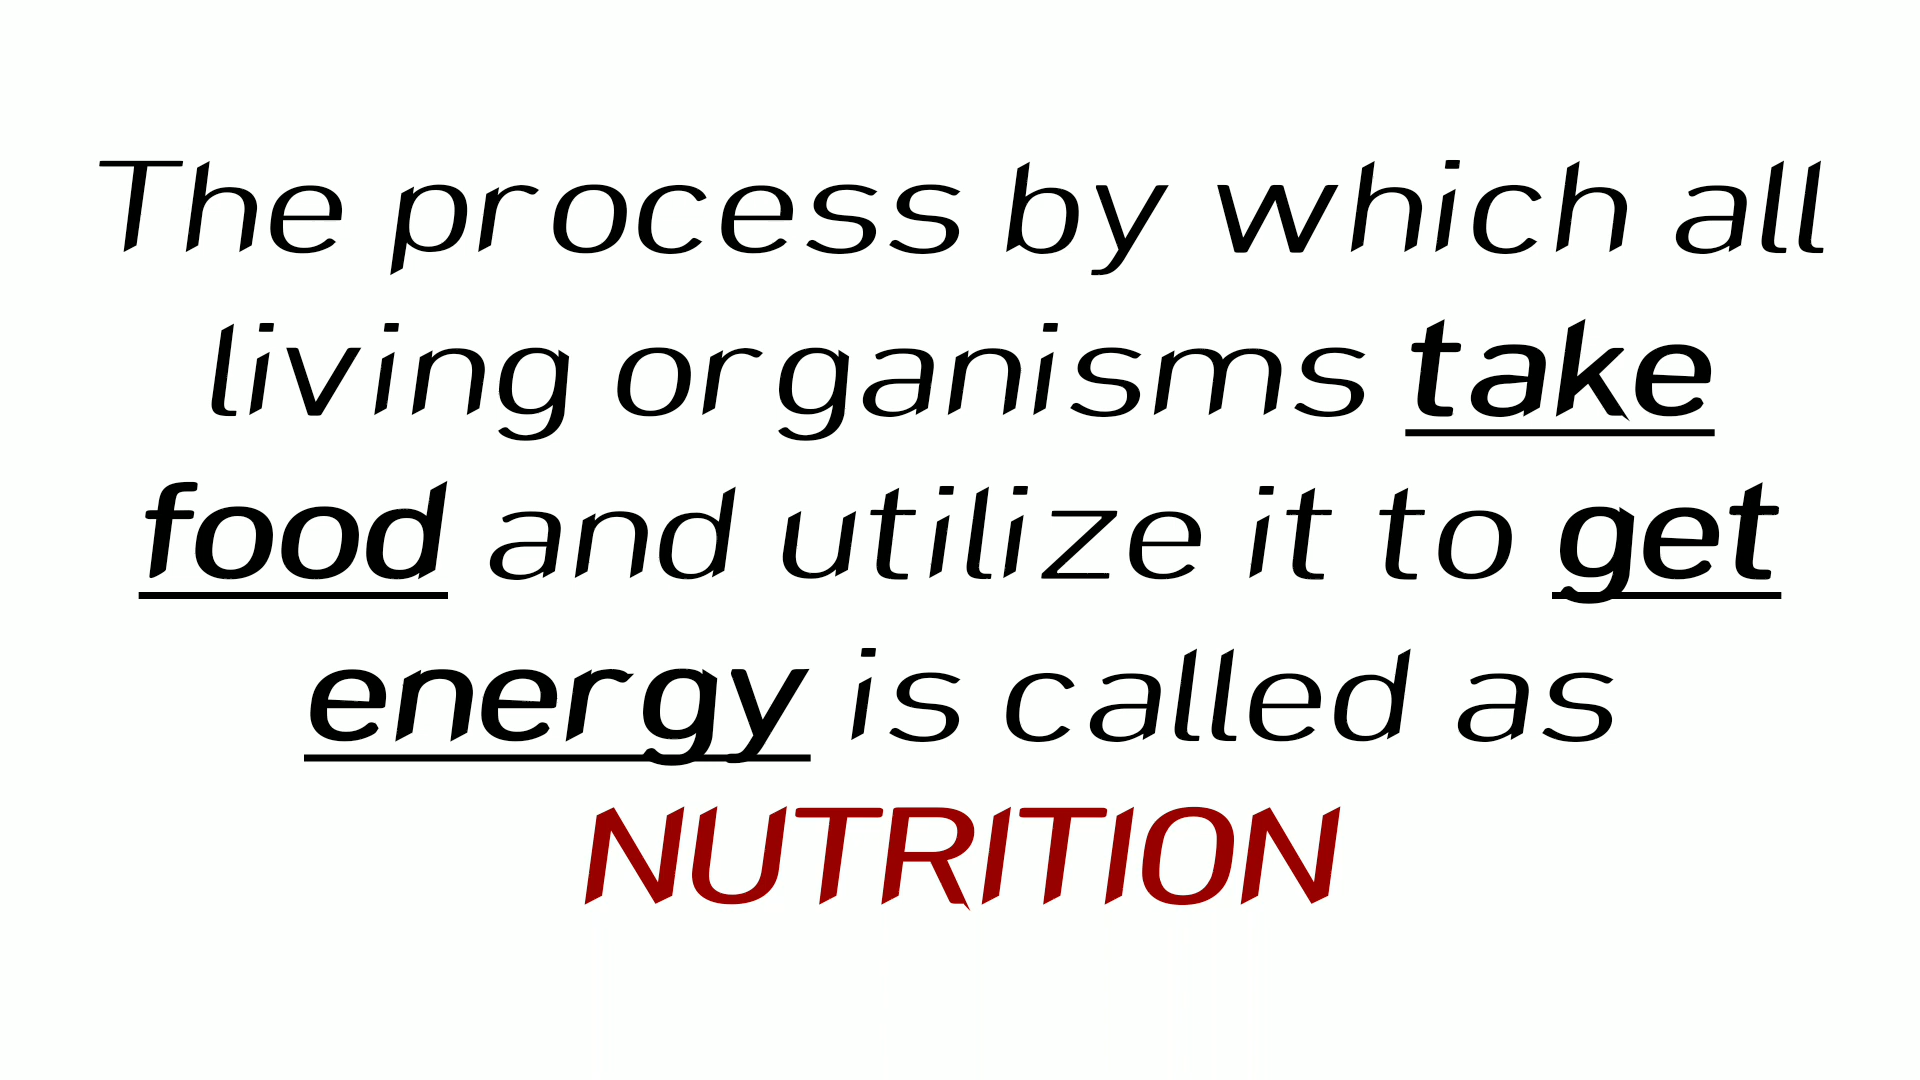 The process by which all
living organisms take
food and utilize it to get
energy is called as
NUTRITION